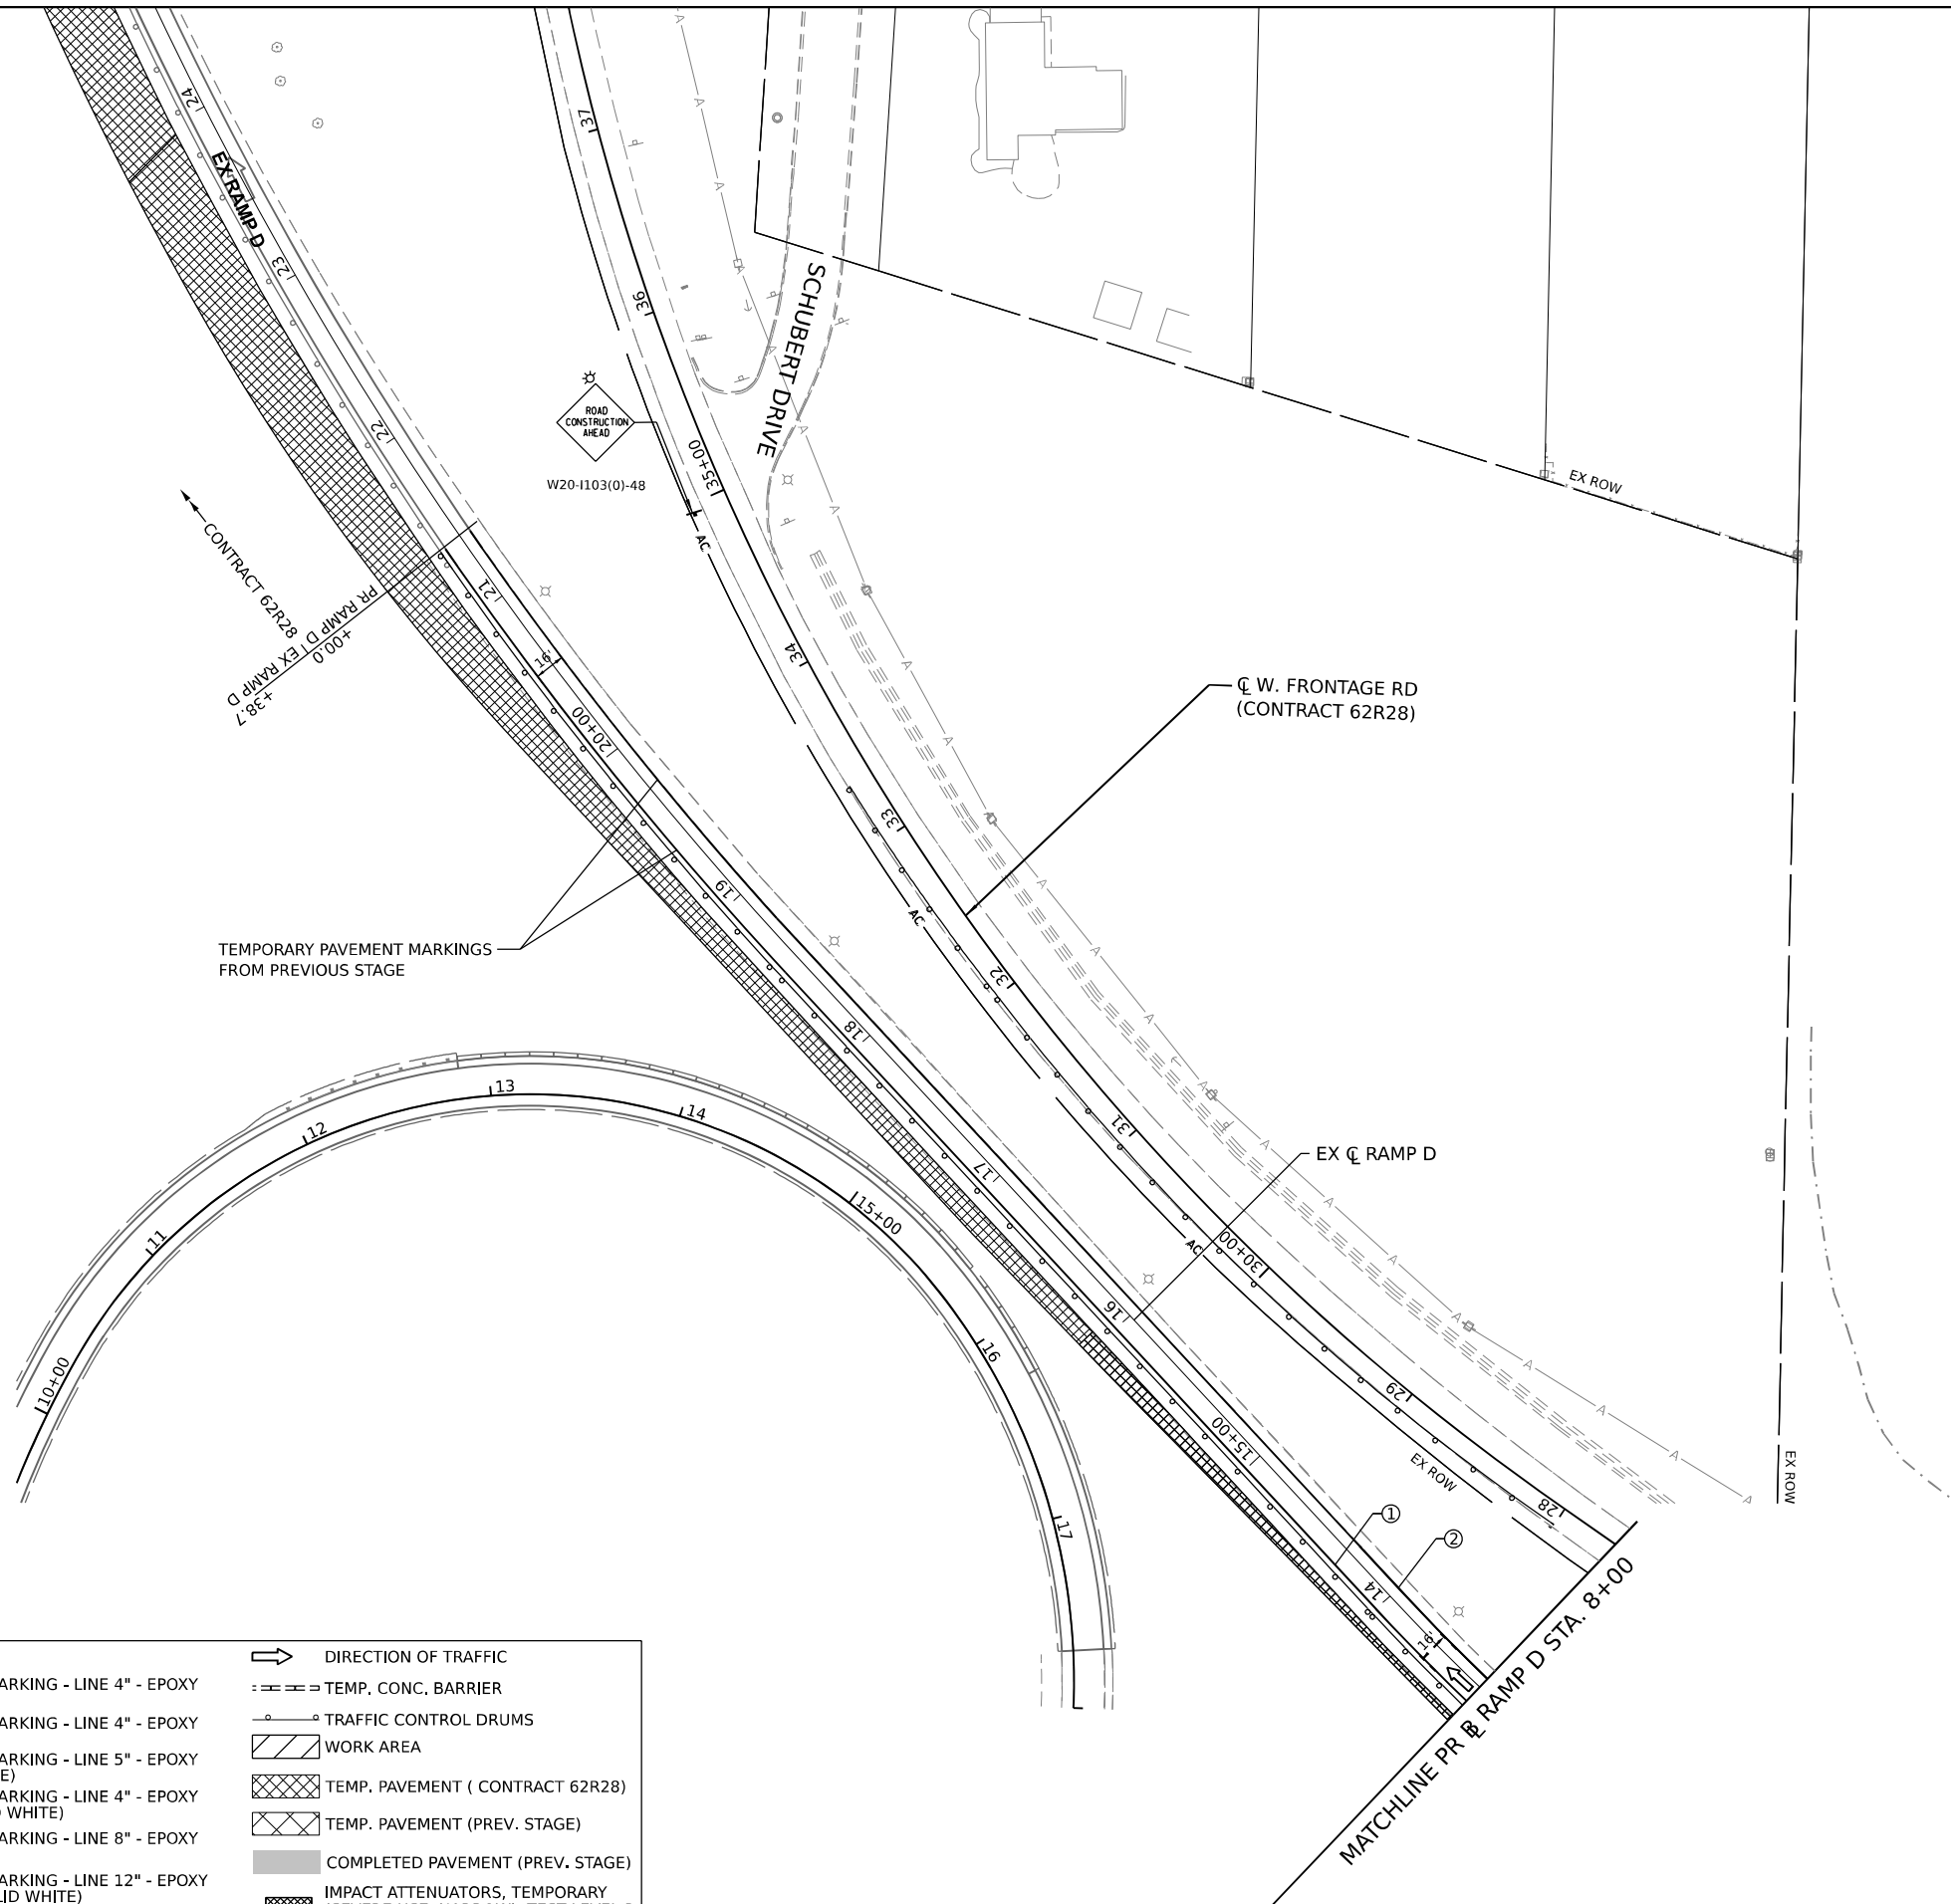 24
EX RAMP D
23
22
21
16'
20+00
19
18
17
16
15+00
14
16'
37
36
35+00
34
33
32
31
30+00
29
28
SCHUBERT DRIVE
ROAD
CONSTRUCTION
AHEAD
W20-I103(0)-48
AC
AC
AC
EX ROW
EX ROW
EX ROW
CONTRACT 62R28
PR RAMP D
+00.0
EX RAMP D
+38.7
℄ W. FRONTAGE RD
(CONTRACT 62R28)
TEMPORARY PAVEMENT MARKINGS
FROM PREVIOUS STAGE
EX ℄ RAMP D
10+00
11
12
13
14
15+00
16
17
1
2
MATCHLINE PR BL RAMP D STA. 8+00
ARKING - LINE 4" - EPOXY
ARKING - LINE 4" - EPOXY
ARKING - LINE 5" - EPOXY
E)
ARKING - LINE 4" - EPOXY
WHITE)
ARKING - LINE 8" - EPOXY
ARKING - LINE 12" - EPOXY
LID WHITE)
DIRECTION OF TRAFFIC
TEMP. CONC. BARRIER
TRAFFIC CONTROL DRUMS
WORK AREA
TEMP. PAVEMENT ( CONTRACT 62R28)
TEMP. PAVEMENT (PREV. STAGE)
COMPLETED PAVEMENT (PREV. STAGE)
IMPACT ATTENUATORS, TEMPORARY